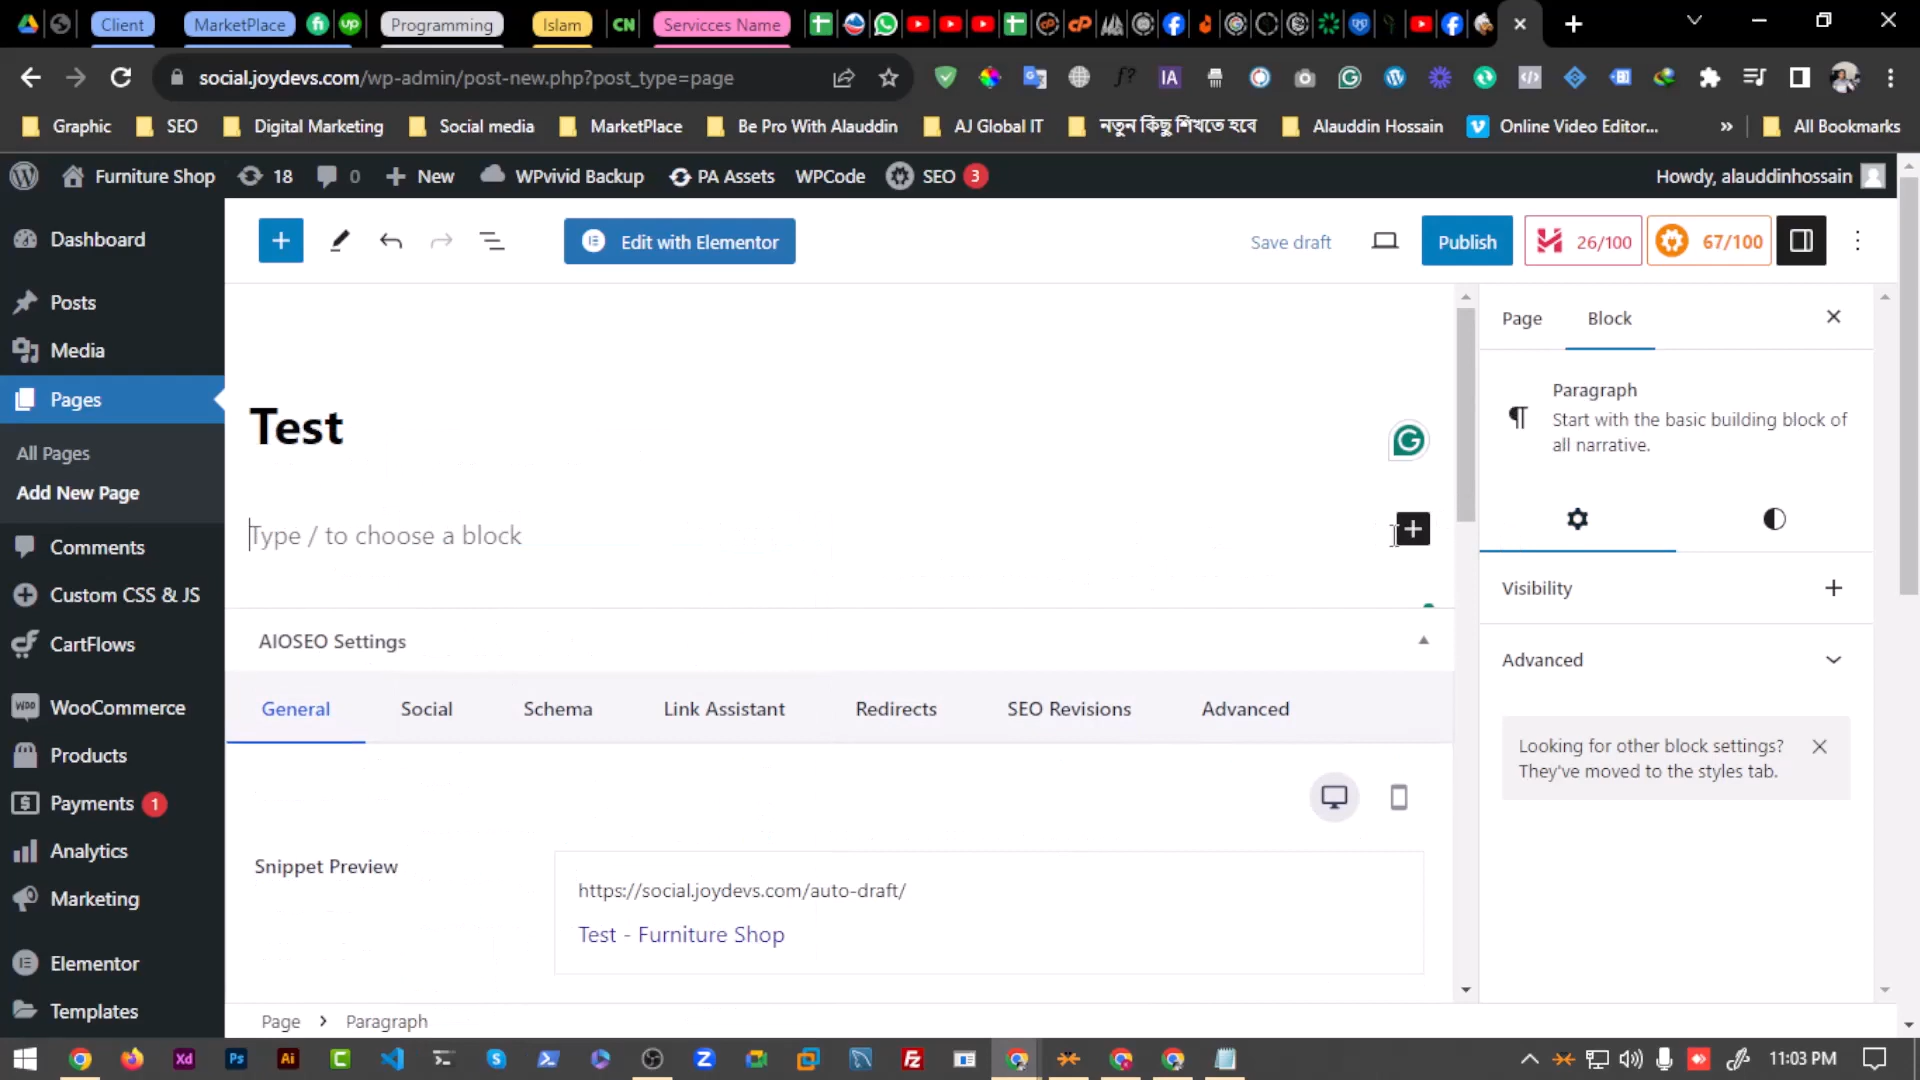 Client MarketPlace Programming Islam CN Servicces Name
social.joydevs.com/wp-admin/post-new.php?post_type=page
Graphic SEO Digital Marketing Social media MarketPlace Be Pro With Alauddin AJ Global IT নতুন কিছু শিখতে হবে Alauddin Hossain Online Video Editor... » All Bookmarks
Furniture Shop 18 0 New WPvivid Backup PA Assets WPCode SEO 3 Howdy, alauddinhossain
Dashboard
Posts
Media
Pages
All Pages
Add New Page
Comments
Custom CSS & JS
CartFlows
WooCommerce
Products
Payments 1
Analytics
Marketing
Elementor
Templates
Edit with Elementor Save draft Publish 26/100 67/100
Test
Type / to choose a block
AIOSEO Settings
General Social Schema Link Assistant Redirects SEO Revisions Advanced
Snippet Preview
https://social.joydevs.com/auto-draft/
Test - Furniture Shop
Page > Paragraph
Page Block
Paragraph
Start with the basic building block of
all narrative.
Visibility
Advanced
Looking for other block settings?
They've moved to the styles tab.
11:03 PM